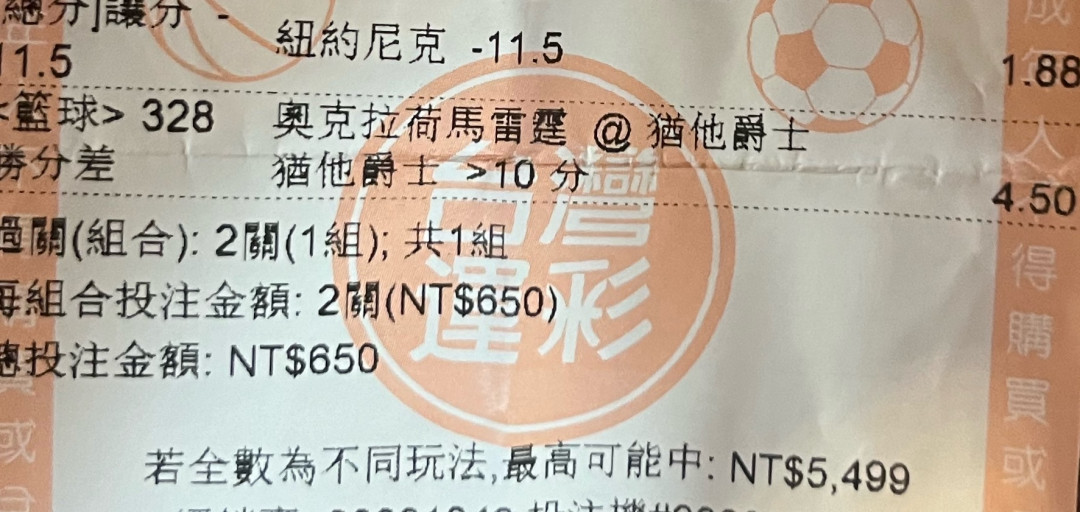 總分]讓分 -
11.5
紐約尼克 -11.5
1.88
<籃球> 328 奧克拉荷馬雷霆 @ 猶他爵士
勝分差 猶他爵士 >10 分
4.50
過關(組合): 2關(1組); 共1組
每組合投注金額: 2關(NT$650)
總投注金額: NT$650
若全數為不同玩法,最高可能中: NT$5,499
台灣
運彩
成年人
得購買或
或